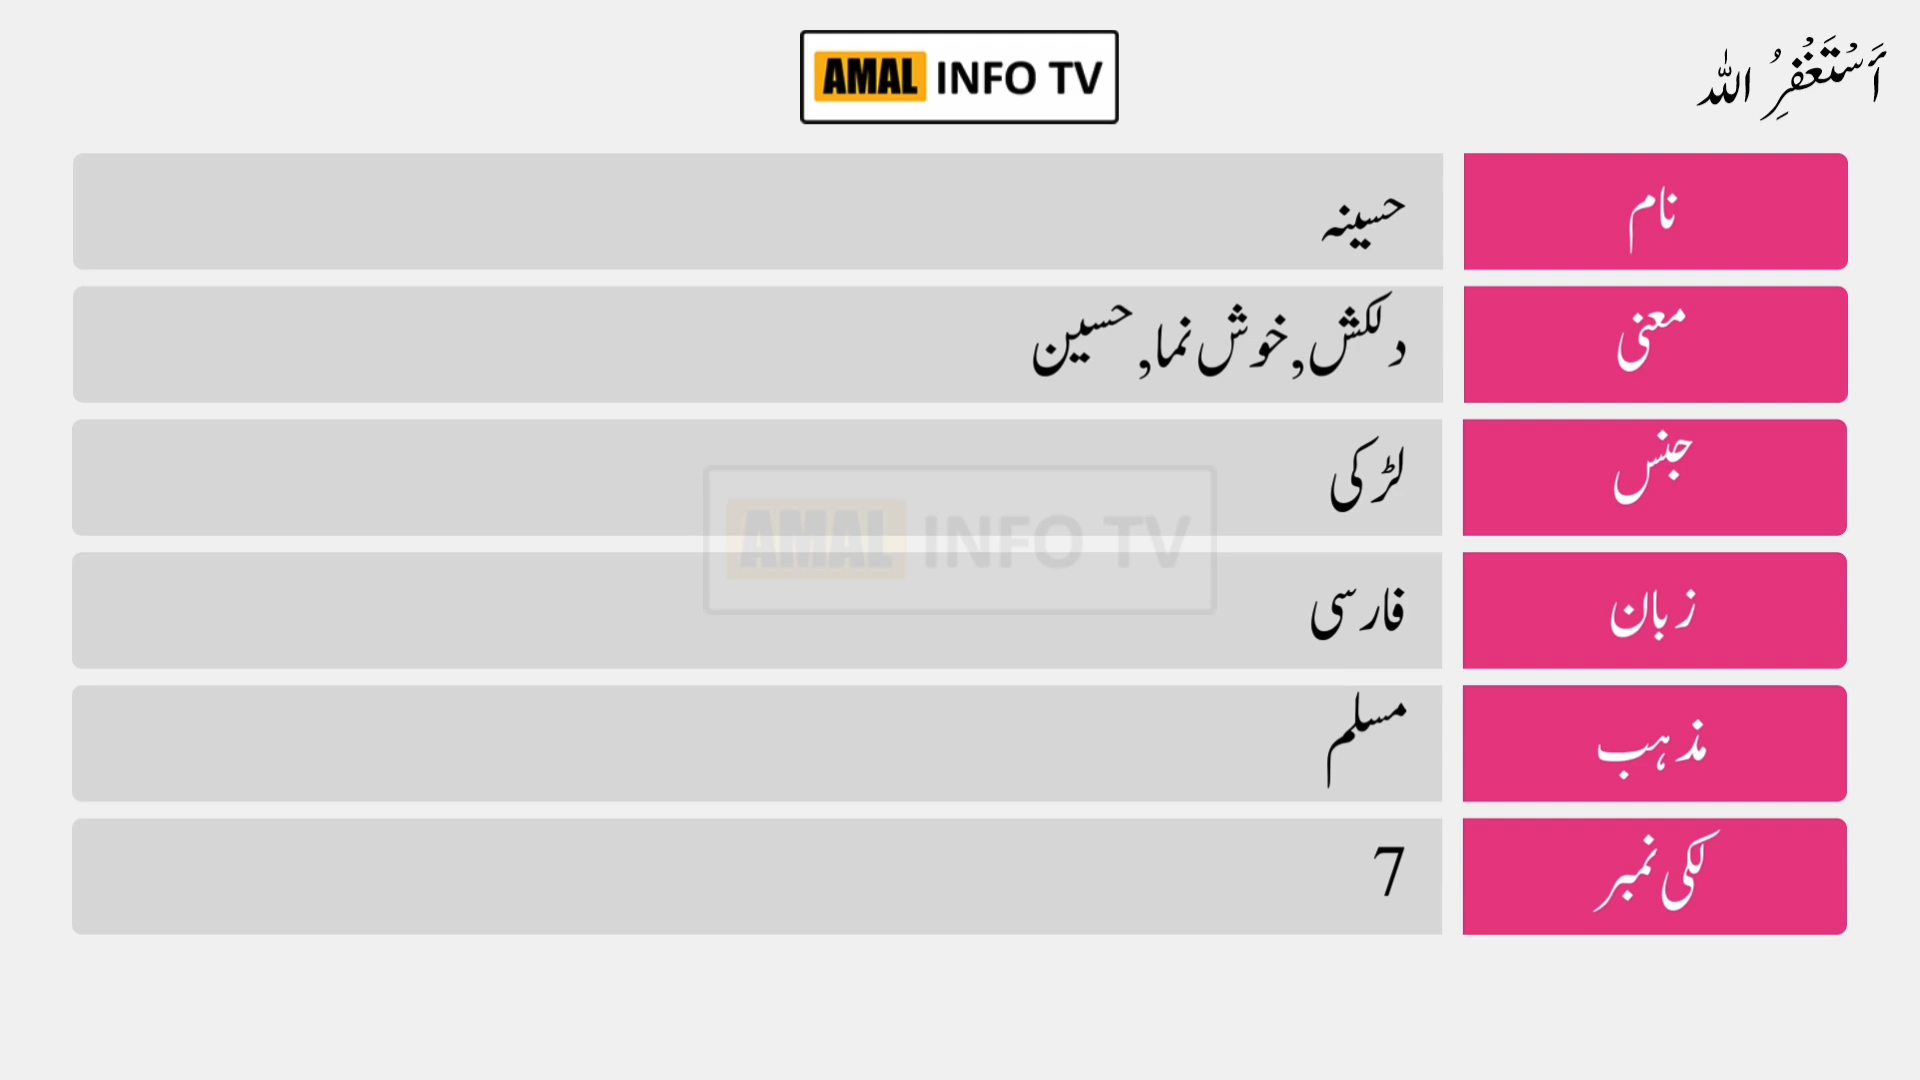 AMAL INFO TV
أَسْتَغْفِرُ اللہ
نام حسینہ
معنی دلکش,خوش نما,حسین
جنس لڑکی
AMAL INFO TV
زبان فارسی
مذہب مسلم
لکی نمبر 7